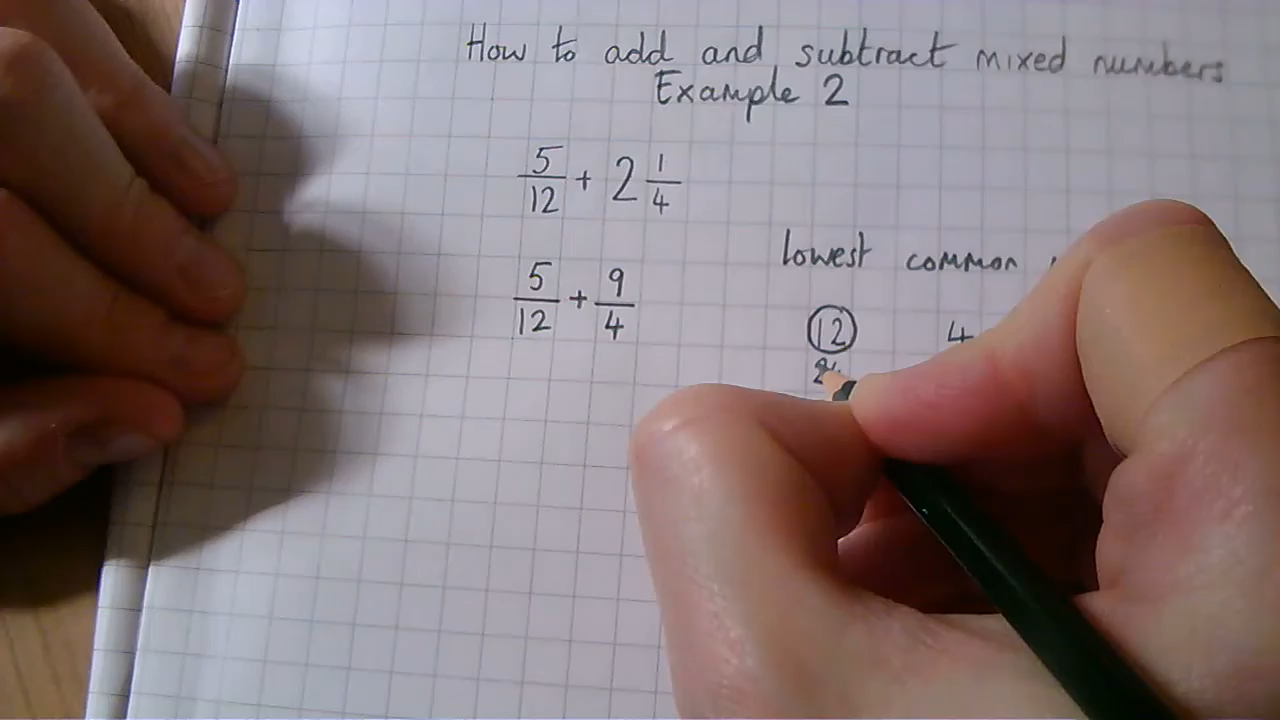 How to add and subtract mixed numbers
Example 2
5/12 + 2 1/4
lowest common
5/12 + 9/4
12 4